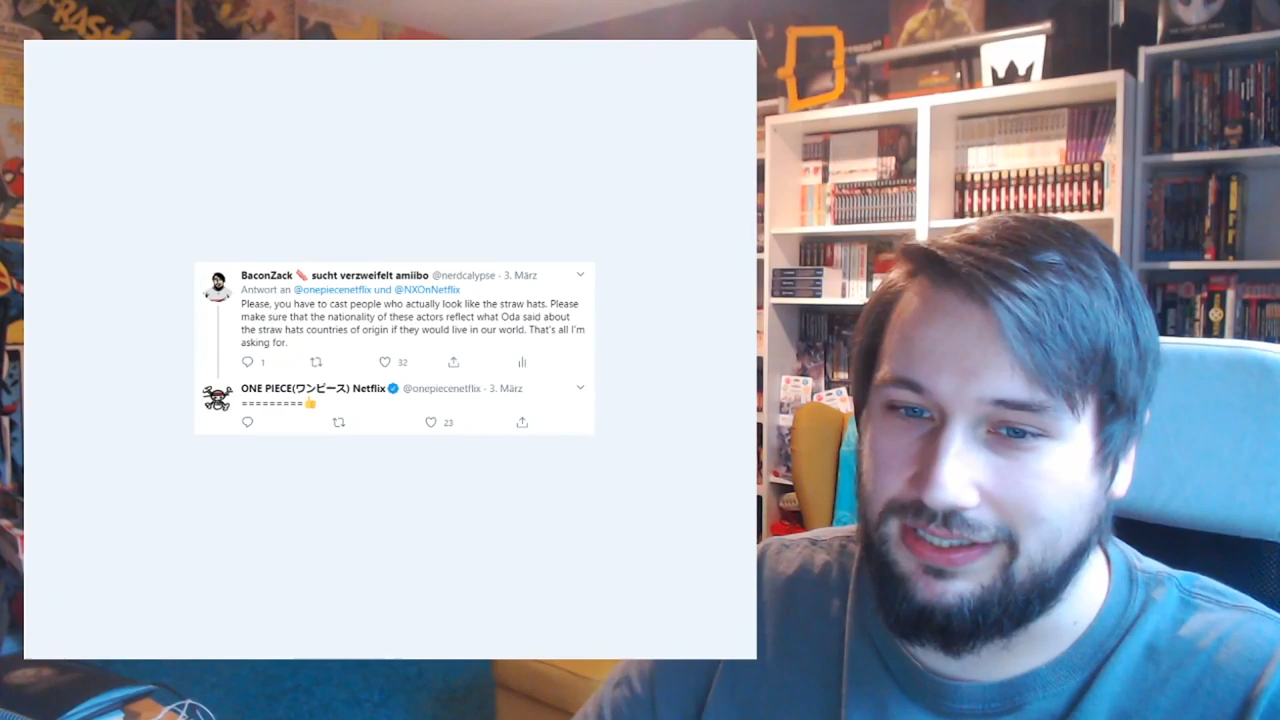 CRASH
BaconZack 🥓 sucht verzweifelt amiibo @nerdcalypse · 3. März
Antwort an @onepiecenetflix und @NXOnNetflix
Please, you have to cast people who actually look like the straw hats. Please
make sure that the nationality of these actors reflect what Oda said about
the straw hats countries of origin if they would live in our world. That's all I'm
asking for.
1 32
ONE PIECE(ワンピース) Netflix @onepiecenetflix · 3. März
=========👍
23